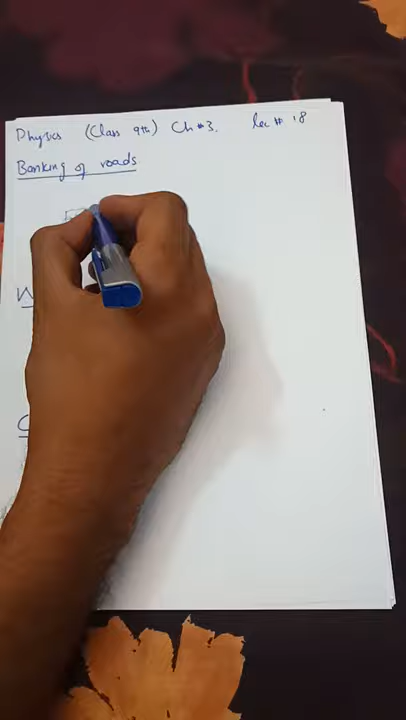 Physics (Class 9th) Ch # 3. lec # 18
Banking of roads